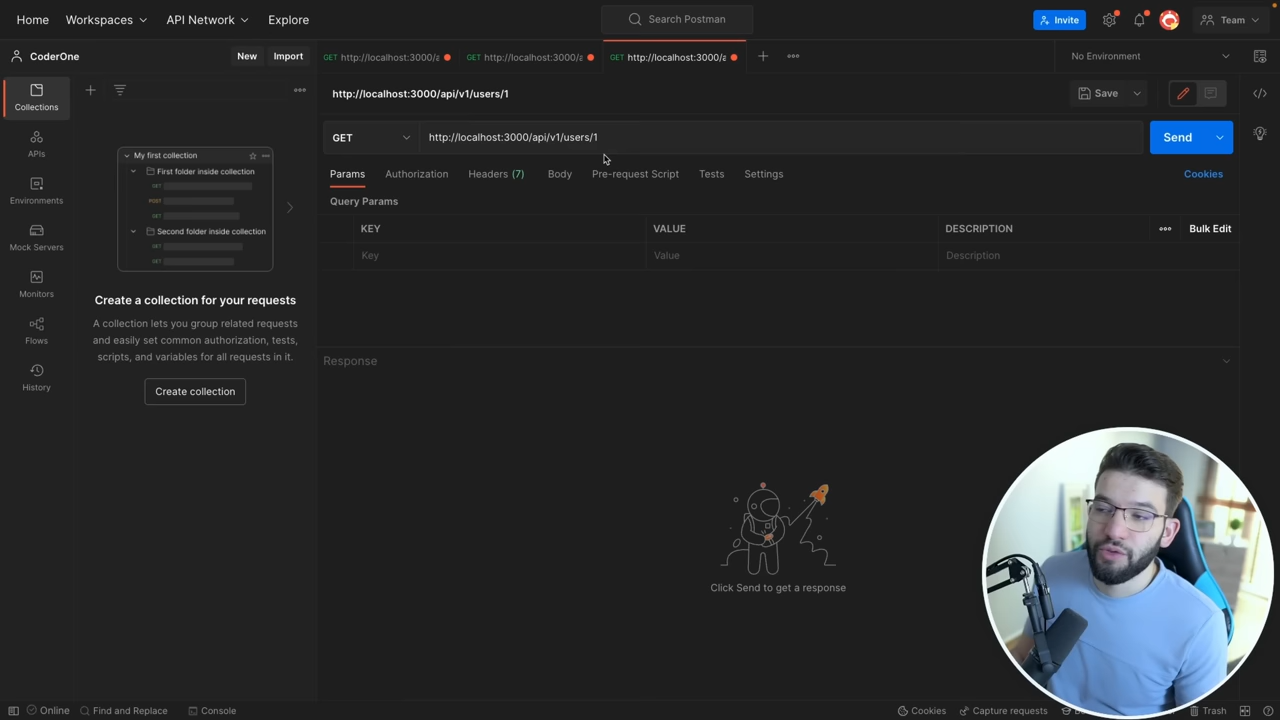 Home Workspaces API Network Explore Search Postman Invite Team
CoderOne New Import GET http://localhost:3000/a GET http://localhost:3000/a GET http://localhost:3000/a No Environment
Collections
http://localhost:3000/api/v1/users/1 Save
GET http://localhost:3000/api/v1/users/1 Send
APIs
Params Authorization Headers (7) Body Pre-request Script Tests Settings Cookies
Environments
Query Params
KEY VALUE DESCRIPTION Bulk Edit
Mock Servers
Key Value Description
Monitors
Flows
History
My first collection
First folder inside collection
GET
POST
GET
Second folder inside collection
GET
GET
Create a collection for your requests
A collection lets you group related requests
and easily set common authorization, tests,
scripts, and variables for all requests in it.
Create collection
Response
Click Send to get a response
Online Find and Replace Console Cookies Capture requests Trash